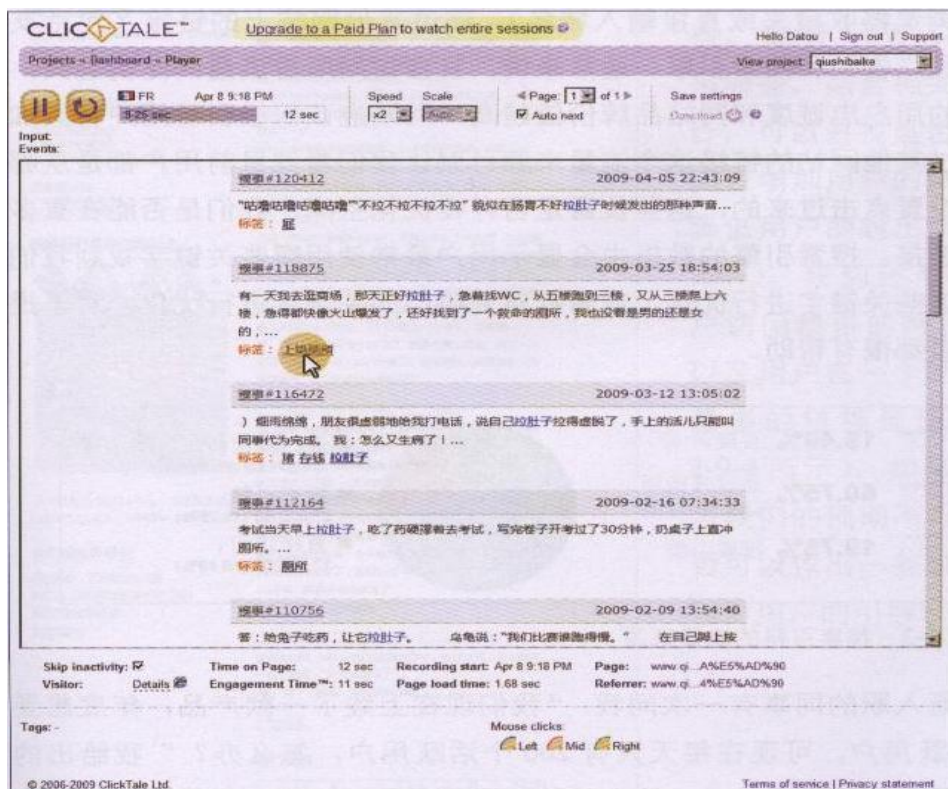 CLICKTALE
Upgrade to a Paid Plan to watch entire sessions
Hello Datou | Sign out | Support
Projects « Dashboard « Player
View project: qiushibaike
FR Apr 8 9:18 PM
Speed Scale
Page: 1 of 1
Save settings
12 sec
x2
Auto next
Download
Input:
Events:
糗事#120412 2009-04-05 22:43:09
"咕噜咕噜咕噜咕噜""不拉不拉不拉不拉" 貌似在肠胃不好拉肚子时候发出的那种声音...
标签: 屁
糗事#118875 2009-03-25 18:54:03
有一天我去逛商场，那天正好拉肚子，急着找WC，从五楼跑到三楼，又从三楼爬上六
楼，急得都快像火山爆发了，还好找到了一个救命的厕所，我也没看是男的还是女
的，...
标签:
糗事#116472 2009-03-12 13:05:02
）烟雨绵绵，朋友很虚弱地给我打电话，说自己拉肚子拉得虚脱了，手上的活儿只能叫
同事代为完成。 我：怎么又生病了！...
标签: 猪 存钱 拉肚子
糗事#112164 2009-02-16 07:34:33
考试当天早上拉肚子，吃了药硬撑着去考试，写完卷子开考过了30分钟，扔桌子上直冲
厕所。...
标签: 厕所
糗事#110756 2009-02-09 13:54:40
答：给兔子吃药，让它拉肚子。 乌龟说："我们比赛谁跑得慢。" 在自己脚上按
Skip inactivity: Time on Page: 12 sec Recording start: Apr 8 9:18 PM Page: www.qi...A%E5%AD%90
Visitor: Details Engagement Time™: 11 sec Page load time: 1.68 sec Referrer: www.qi...4%E5%AD%90
Tags: -
Mouse clicks:
Left Mid Right
© 2006-2009 ClickTale Ltd.
Terms of service | Privacy statement